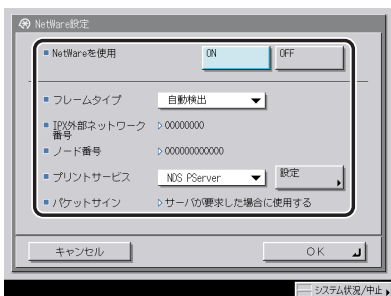 NetWare設定
NetWareを使用
ON
OFF
フレームタイプ
自動検出
IPX外部ネットワーク
番号
00000000
ノード番号
000000000000
プリントサービス
NDS PServer
設定
パケットサイン
サーバが要求した場合に使用する
キャンセル
OK
システム状況/中止